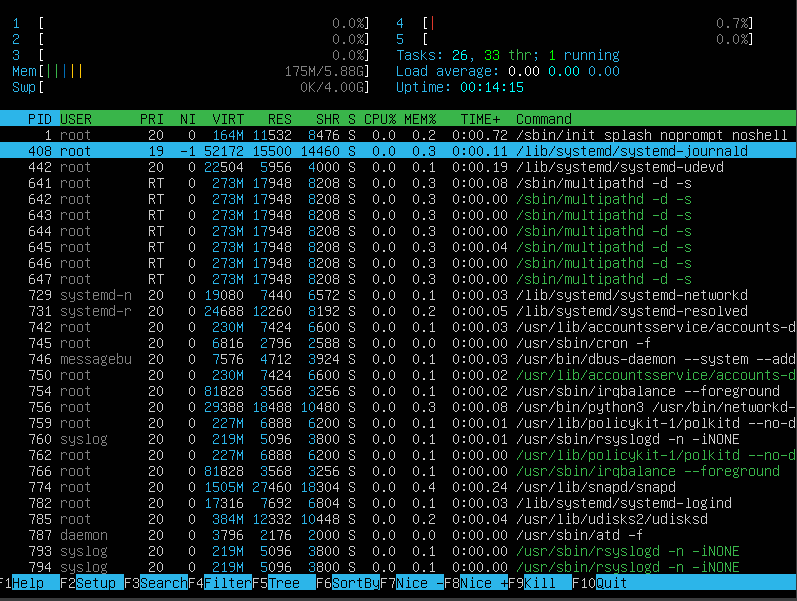 1 [ 0.0%] 4 [| 0.7%]
2 [ 0.0%] 5 [ 0.0%]
3 [ 0.0%] Tasks: 26, 33 thr; 1 running
Mem[||||| 175M/5.88G] Load average: 0.00 0.00 0.00
Swp[ 0K/4.00G] Uptime: 00:14:15
PID USER PRI NI VIRT RES SHR S CPU% MEM% TIME+ Command
1 root 20 0 164M 11532 8476 S 0.0 0.2 0:00.72 /sbin/init splash noprompt noshell
408 root 19 -1 52172 15500 14460 S 0.0 0.3 0:00.11 /lib/systemd/systemd-journald
442 root 20 0 22504 5956 4000 S 0.0 0.1 0:00.19 /lib/systemd/systemd-udevd
641 root RT 0 273M 17948 8208 S 0.0 0.3 0:00.08 /sbin/multipathd -d -s
642 root RT 0 273M 17948 8208 S 0.0 0.3 0:00.00 /sbin/multipathd -d -s
643 root RT 0 273M 17948 8208 S 0.0 0.3 0:00.00 /sbin/multipathd -d -s
644 root RT 0 273M 17948 8208 S 0.0 0.3 0:00.00 /sbin/multipathd -d -s
645 root RT 0 273M 17948 8208 S 0.0 0.3 0:00.04 /sbin/multipathd -d -s
646 root RT 0 273M 17948 8208 S 0.0 0.3 0:00.00 /sbin/multipathd -d -s
647 root RT 0 273M 17948 8208 S 0.0 0.3 0:00.00 /sbin/multipathd -d -s
729 systemd-n 20 0 19080 7440 6572 S 0.0 0.1 0:00.03 /lib/systemd/systemd-networkd
731 systemd-r 20 0 24688 12260 8192 S 0.0 0.2 0:00.05 /lib/systemd/systemd-resolved
742 root 20 0 230M 7424 6600 S 0.0 0.1 0:00.03 /usr/lib/accountsservice/accounts-d
745 root 20 0 6816 2796 2588 S 0.0 0.0 0:00.00 /usr/sbin/cron -f
746 messagebu 20 0 7576 4712 3924 S 0.0 0.1 0:00.03 /usr/bin/dbus-daemon --system --add
750 root 20 0 230M 7424 6600 S 0.0 0.1 0:00.02 /usr/lib/accountsservice/accounts-d
754 root 20 0 81828 3568 3256 S 0.0 0.1 0:00.02 /usr/sbin/irqbalance --foreground
756 root 20 0 29388 18488 10480 S 0.0 0.3 0:00.08 /usr/bin/python3 /usr/bin/networkd-
759 root 20 0 227M 6888 6200 S 0.0 0.1 0:00.01 /usr/lib/policykit-1/polkitd --no-d
760 syslog 20 0 219M 5096 3800 S 0.0 0.1 0:00.01 /usr/sbin/rsyslogd -n -iNONE
762 root 20 0 227M 6888 6200 S 0.0 0.1 0:00.00 /usr/lib/policykit-1/polkitd --no-d
766 root 20 0 81828 3568 3256 S 0.0 0.1 0:00.00 /usr/sbin/irqbalance --foreground
774 root 20 0 1505M 27460 18304 S 0.0 0.4 0:00.24 /usr/lib/snapd/snapd
782 root 20 0 17316 7692 6804 S 0.0 0.1 0:00.03 /lib/systemd/systemd-logind
785 root 20 0 384M 12332 10448 S 0.0 0.2 0:00.04 /usr/lib/udisks2/udisksd
787 daemon 20 0 3796 2176 2000 S 0.0 0.0 0:00.00 /usr/sbin/atd -f
793 syslog 20 0 219M 5096 3800 S 0.0 0.1 0:00.00 /usr/sbin/rsyslogd -n -iNONE
794 syslog 20 0 219M 5096 3800 S 0.0 0.1 0:00.00 /usr/sbin/rsyslogd -n -iNONE
F1Help F2Setup F3SearchF4FilterF5Tree F6SortByF7Nice -F8Nice +F9Kill F10Quit